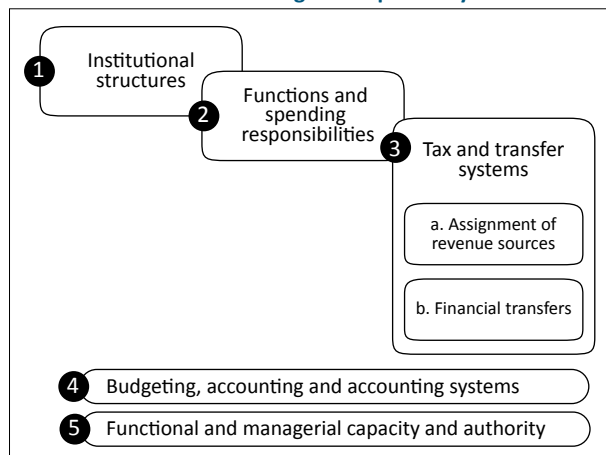 1
Institutional
structures
2
Functions and
spending
responsibilities
3
Tax and transfer
systems
a. Assignment of
revenue sources
b. Financial transfers
4
Budgeting, accounting and accounting systems
5
Functional and managerial capacity and authority